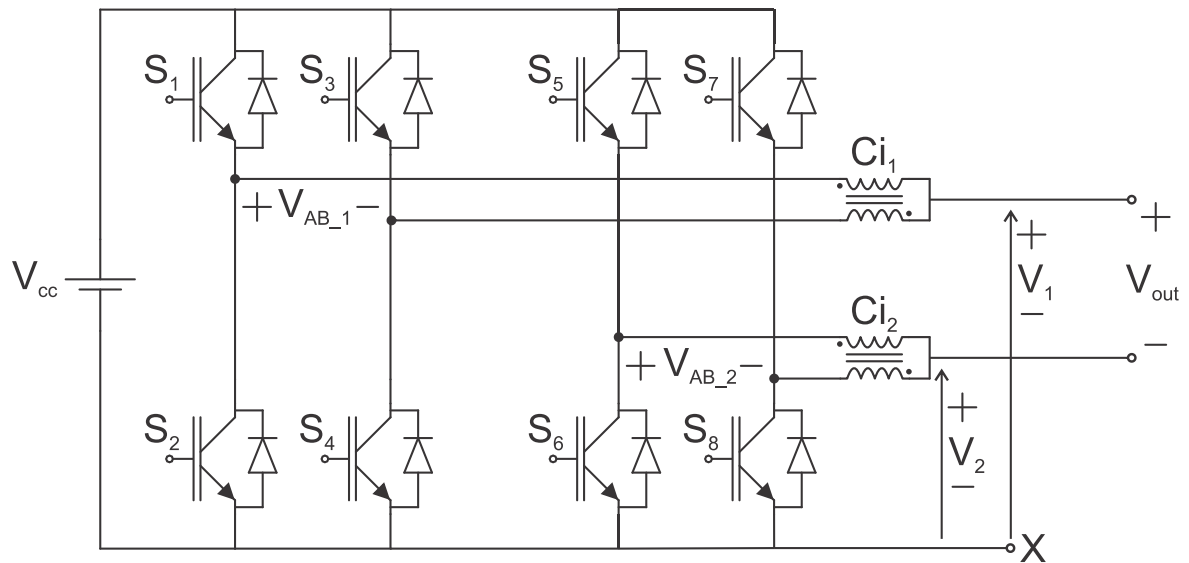 S1
S3
S5
S7
Ci1
+ VAB_1 −
+
+
Vcc
V1
−
Vout
Ci2
+ VAB_2 −
−
S2
S4
S6
S8
+
V2
−
X